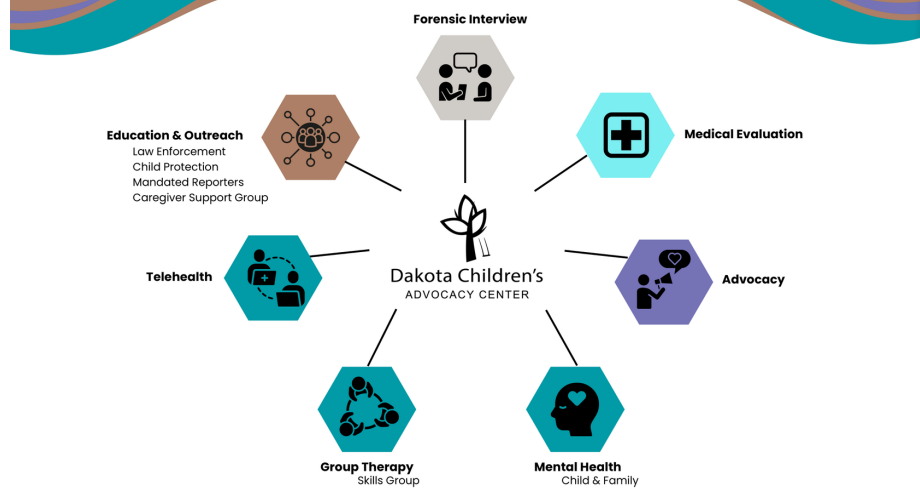 Forensic Interview
Education & Outreach
Law Enforcement
Child Protection
Mandated Reporters
Caregiver Support Group
Medical Evaluation
Telehealth
Dakota Children's
ADVOCACY CENTER
Advocacy
Group Therapy
Skills Group
Mental Health
Child & Family